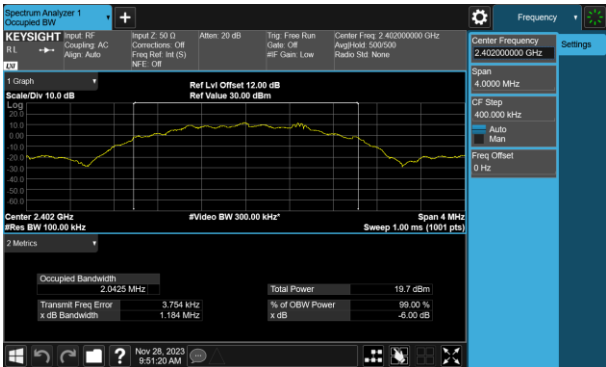 Spectrum Analyzer 1
Occupied BW
Frequency
KEYSIGHT
RL
LW
Input: RF
Coupling: AC
Align: Auto
Input Z: 50 Ω
Corrections: Off
Freq Ref: Int (S)
NFE: Off
Atten: 20 dB
Trig: Free Run
Gate: Off
#IF Gain: Low
Center Freq: 2.402000000 GHz
Avg|Hold: 500/500
Radio Std: None
Center Frequency
2.402000000 GHz
Settings
Span
4.0000 MHz
CF Step
400.000 kHz
Auto
Man
Freq Offset
0 Hz
1 Graph
Scale/Div 10.0 dB
Ref Lvl Offset 12.00 dB
Ref Value 30.00 dBm
Log
20.0
10.0
0.00
-10.0
-20.0
-30.0
-40.0
-50.0
-60.0
Center 2.402 GHz
#Video BW 300.00 kHz*
Span 4 MHz
#Res BW 100.00 kHz
Sweep 1.00 ms (1001 pts)
2 Metrics
Occupied Bandwidth
2.0425 MHz
Total Power 19.7 dBm
Transmit Freq Error 3.754 kHz
% of OBW Power 99.00 %
x dB Bandwidth 1.184 MHz
x dB -6.00 dB
?
Nov 28, 2023
9:51:20 AM